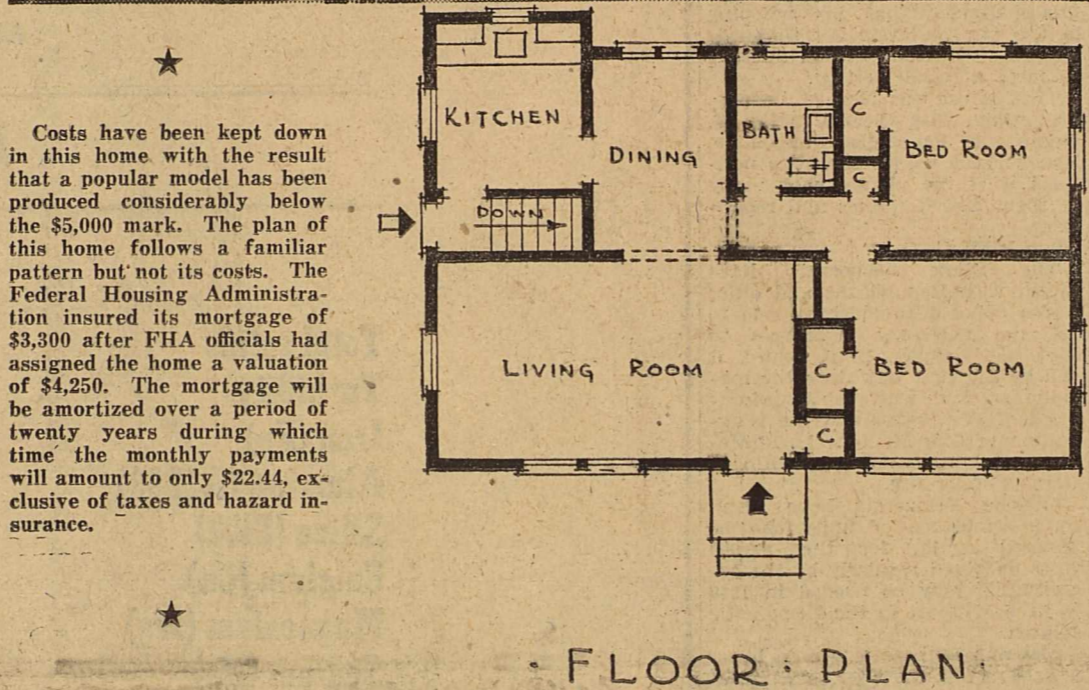 Costs have been kept down
in this home with the result
that a popular model has been
produced considerably below
the $5,000 mark. The plan of
this home follows a familiar
pattern but not its costs. The
Federal Housing Administra-
tion insured its mortgage of
$3,300 after FHA officials had
assigned the home a valuation
of $4,250. The mortgage will
be amortized over a period of
twenty years during which
time the monthly payments
will amount to only $22.44, ex-
clusive of taxes and hazard in-
surance.
KITCHEN
DINING
BATH
C
BED ROOM
C
DOWN
LIVING ROOM
C
BED ROOM
C
· FLOOR · PLAN ·